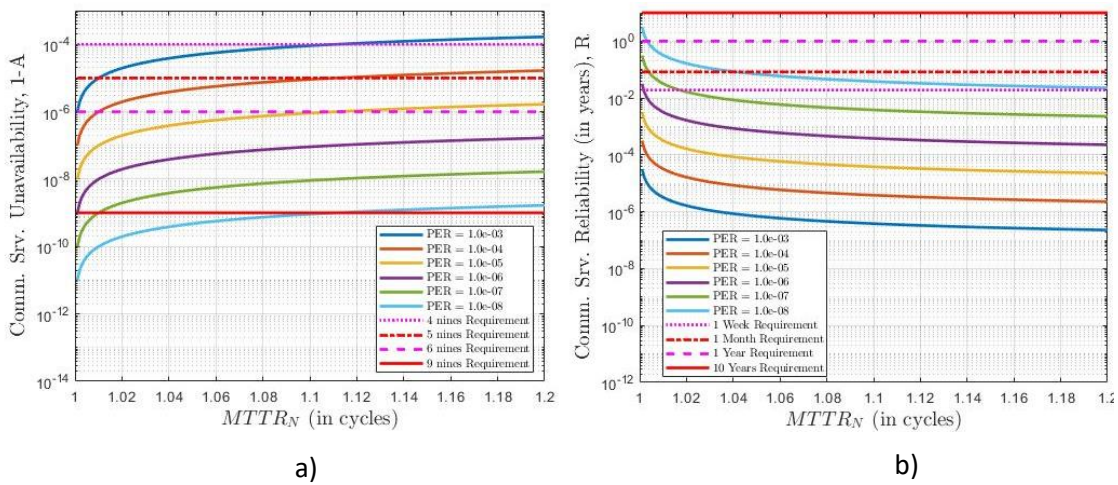 Comm. Srv. Unavailability, 1-A
10^-4
10^-6
10^-8
10^-10
10^-12
10^-14
PER = 1.0e-03
PER = 1.0e-04
PER = 1.0e-05
PER = 1.0e-06
PER = 1.0e-07
PER = 1.0e-08
4 nines Requirement
5 nines Requirement
6 nines Requirement
9 nines Requirement
1 1.02 1.04 1.06 1.08 1.1 1.12 1.14 1.16 1.18 1.2
MTTR_N (in cycles)
a)
Comm. Srv. Reliability (in years), R
10^0
10^-2
10^-4
10^-6
10^-8
10^-10
10^-12
PER = 1.0e-03
PER = 1.0e-04
PER = 1.0e-05
PER = 1.0e-06
PER = 1.0e-07
PER = 1.0e-08
1 Week Requirement
1 Month Requirement
1 Year Requirement
10 Years Requirement
1 1.02 1.04 1.06 1.08 1.1 1.12 1.14 1.16 1.18 1.2
MTTR_N (in cycles)
b)